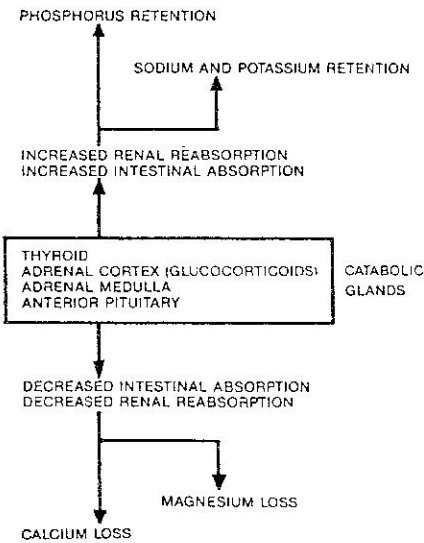 PHOSPHORUS RETENTION
SODIUM AND POTASSIUM RETENTION
INCREASED RENAL REABSORPTION
INCREASED INTESTINAL ABSORPTION
THYROID
ADRENAL CORTEX (GLUCOCORTICOIDS)
ADRENAL MEDULLA
ANTERIOR PITUITARY
CATABOLIC
GLANDS
DECREASED INTESTINAL ABSORPTION
DECREASED RENAL REABSORPTION
MAGNESIUM LOSS
CALCIUM LOSS